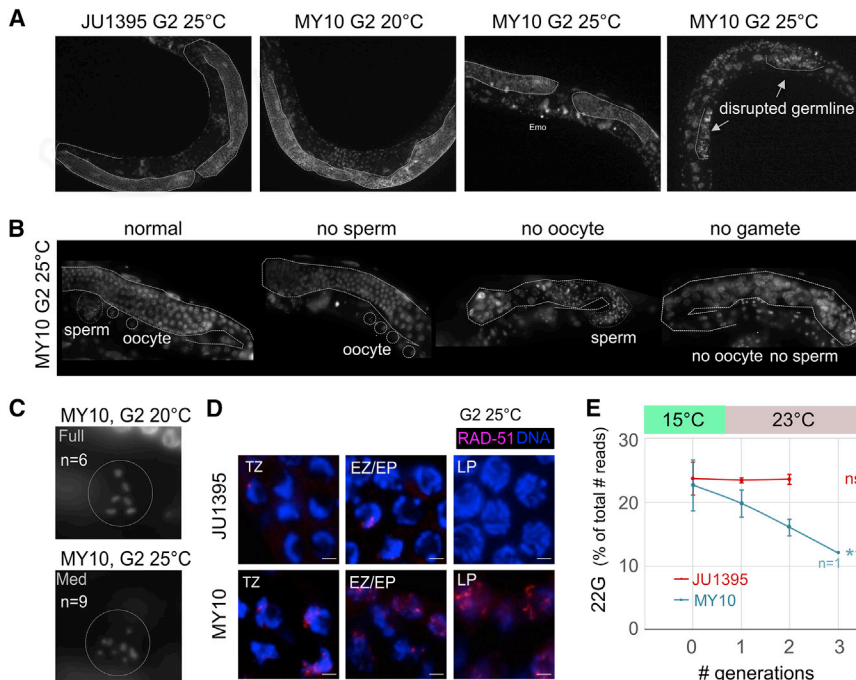 A
JU1395 G2 25°C
MY10 G2 20°C
MY10 G2 25°C
MY10 G2 25°C
Emo
disrupted germline
B
MY10 G2 25°C
normal
no sperm
no oocyte
no gamete
sperm
oocyte
oocyte
sperm
no oocyte no sperm
C
MY10, G2 20°C
Full
n=6
MY10, G2 25°C
Med
n=9
D
G2 25°C
RAD-51 DNA
JU1395
TZ
EZ/EP
LP
MY10
TZ
EZ/EP
LP
E
15°C
23°C
22G (% of total # reads)
30
20
10
0
ns
**
n=1
JU1395
MY10
0 1 2 3
# generations